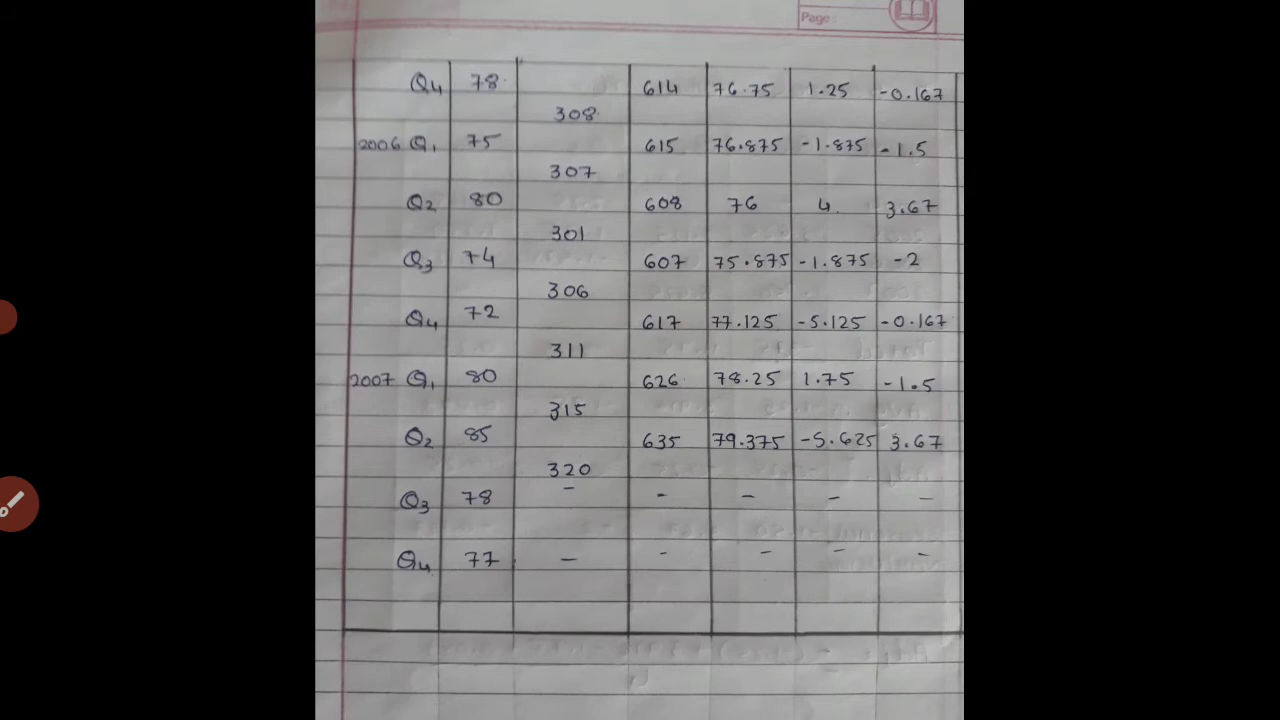 Page:
Q4 78 614 76.75 1.25 -0.167
308
2006 Q1 75 615 76.875 -1.875 -1.5
307
Q2 80 608 76 4 3.67
301
Q3 74 607 75.875 -1.875 -2
306
Q4 72 617 77.125 -5.125 -0.167
311
2007 Q1 80 626 78.25 1.75 -1.5
315
Q2 85 635 79.375 -5.625 3.67
320
Q3 78 - - - - -
Q4 77 - - - - -